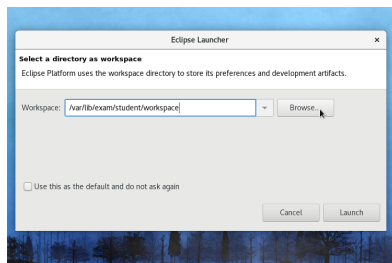 Eclipse Launcher ×
Select a directory as workspace
Eclipse Platform uses the workspace directory to store its preferences and development artifacts.
Workspace: /var/lib/exam/student/workspace Browse...
Use this as the default and do not ask again
Cancel Launch